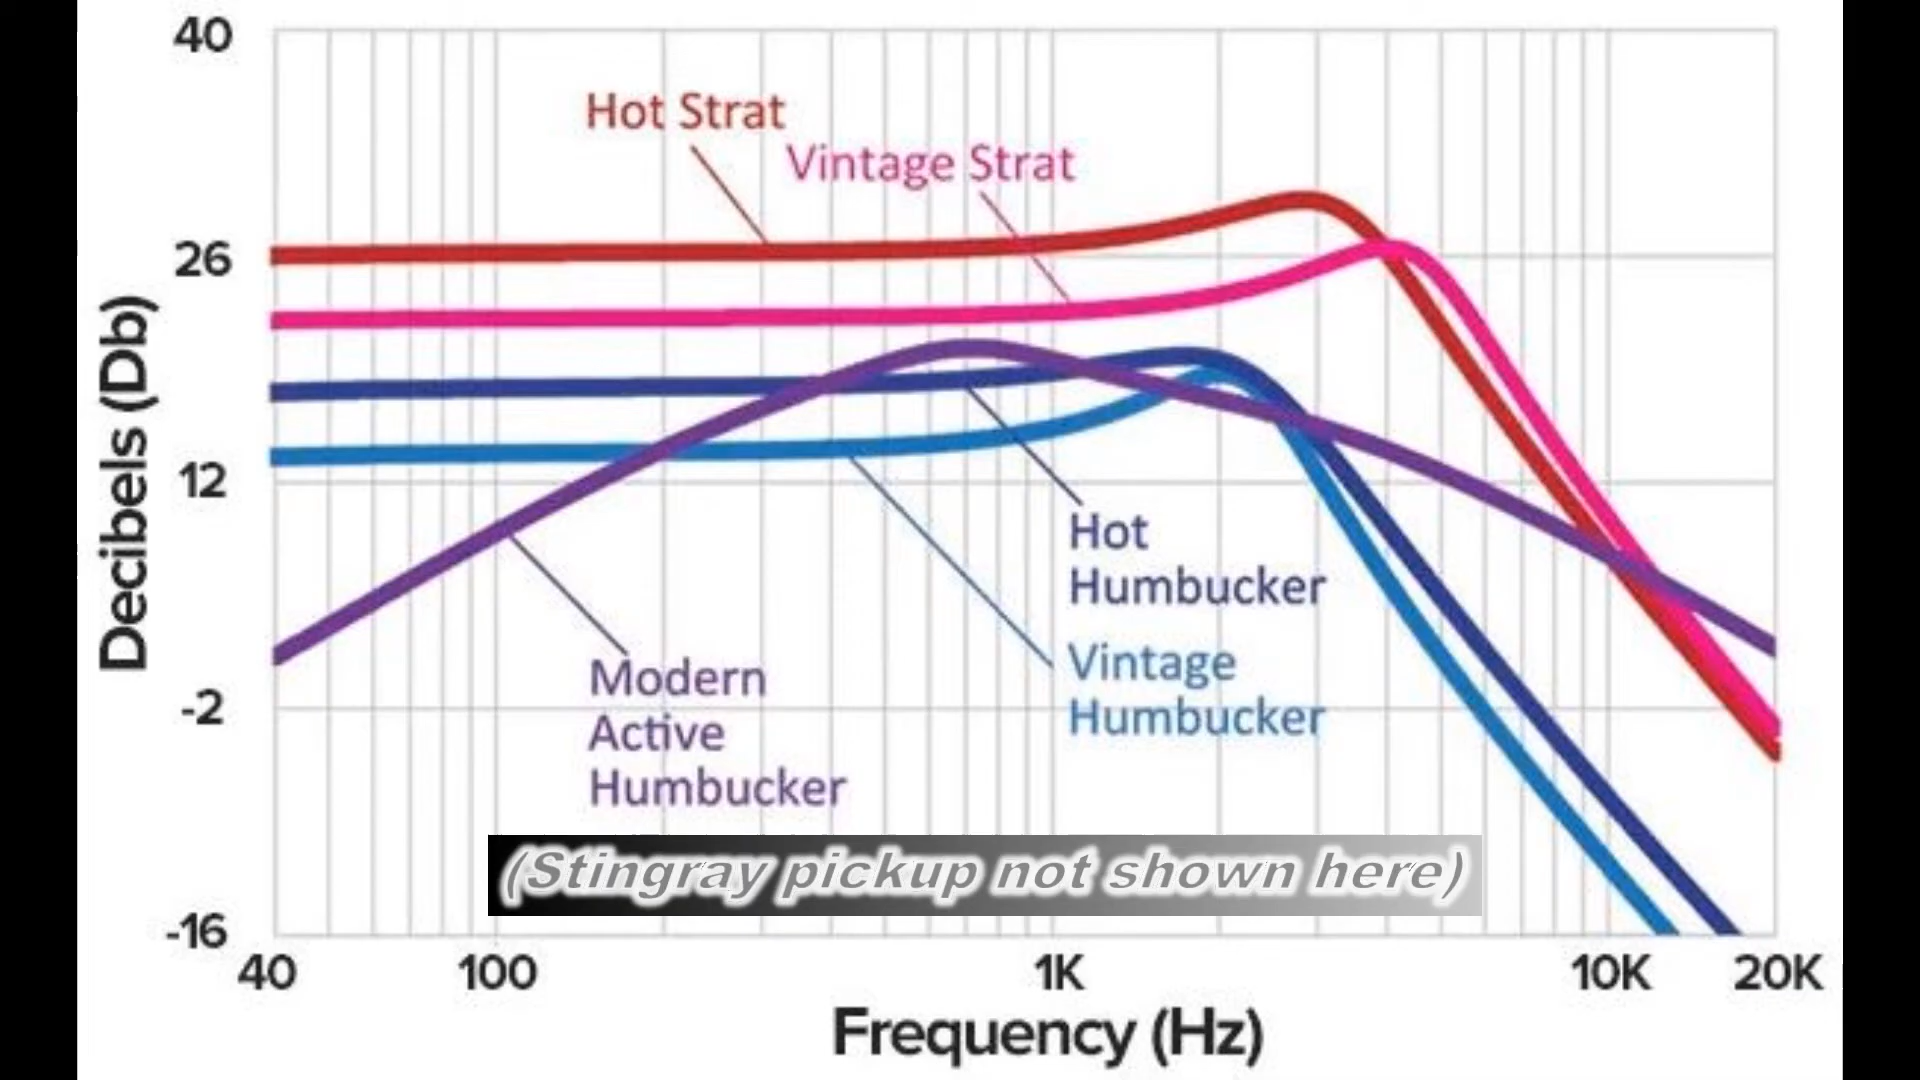 40
Hot Strat
Vintage Strat
26
Decibels (Db)
12
Hot
Humbucker
Vintage
Humbucker
Modern
Active
Humbucker
-2
(Stingray pickup not shown here)
-16
40 100 1K 10K 20K
Frequency (Hz)